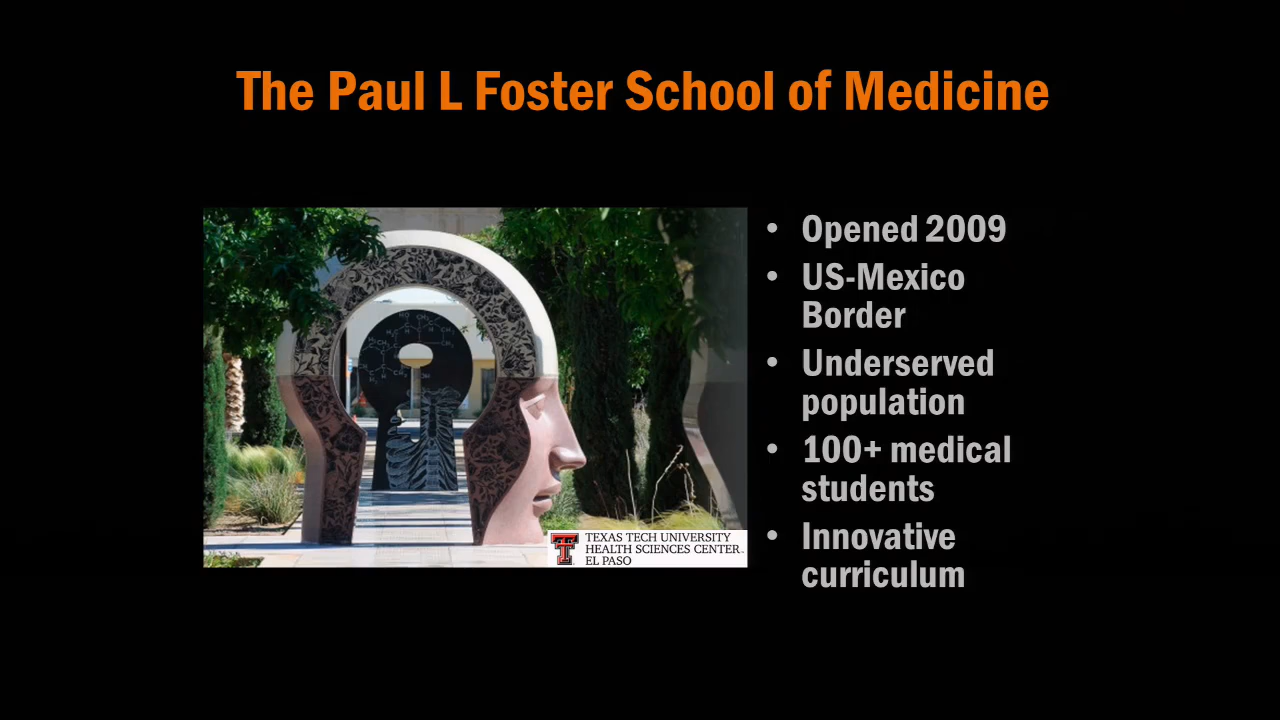 The Paul L Foster School of Medicine
• Opened 2009
• US-Mexico
Border
• Underserved
population
• 100+ medical
students
• Innovative
curriculum
TEXAS TECH UNIVERSITY
HEALTH SCIENCES CENTER
EL PASO